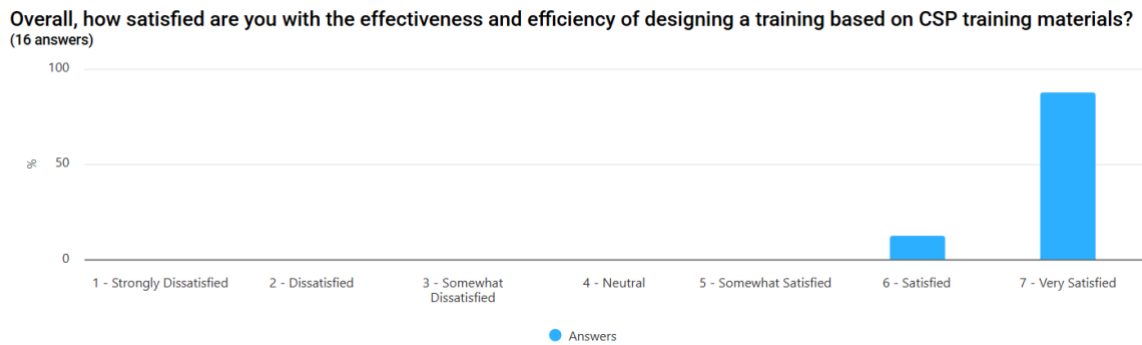 Overall, how satisfied are you with the effectiveness and efficiency of designing a training based on CSP training materials?
(16 answers)
100
%
50
0
1 - Strongly Dissatisfied
2 - Dissatisfied
3 - Somewhat
Dissatisfied
4 - Neutral
5 - Somewhat Satisfied
6 - Satisfied
7 - Very Satisfied
Answers